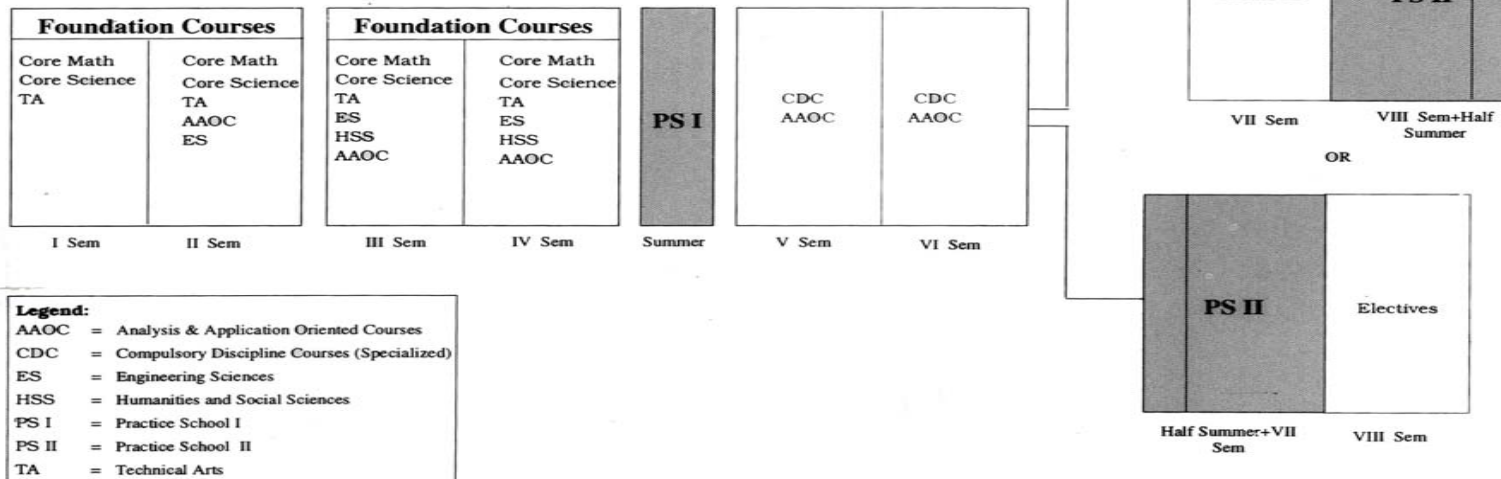 PS II
Foundation Courses
Core Math
Core Science
TA
Core Math
Core Science
TA
AAOC
ES
I Sem
II Sem
Foundation Courses
Core Math
Core Science
TA
ES
HSS
AAOC
Core Math
Core Science
TA
ES
HSS
AAOC
III Sem
IV Sem
PS I
Summer
CDC
AAOC
CDC
AAOC
V Sem
VI Sem
VII Sem
VIII Sem+Half
Summer
OR
PS II
Electives
Half Summer+VII
Sem
VIII Sem
Legend:
AAOC = Analysis & Application Oriented Courses
CDC = Compulsory Discipline Courses (Specialized)
ES = Engineering Sciences
HSS = Humanities and Social Sciences
PS I = Practice School I
PS II = Practice School II
TA = Technical Arts